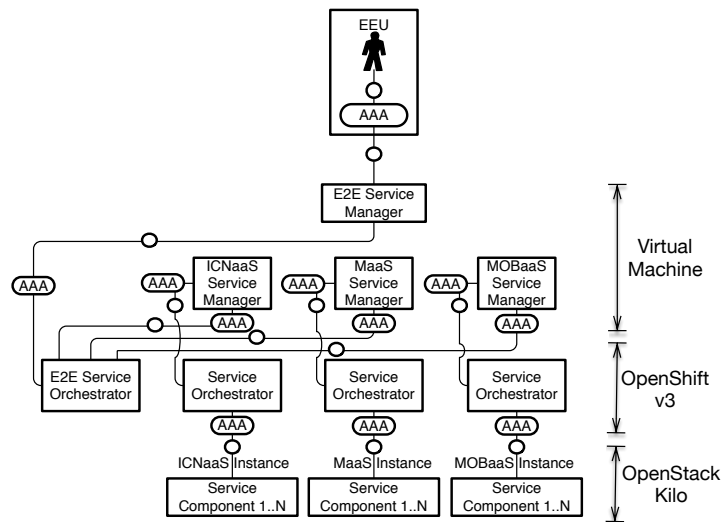 EEU
AAA
E2E Service
Manager
Virtual
Machine
AAA
AAA
ICNaaS
Service
Manager
AAA
AAA
MaaS
Service
Manager
AAA
AAA
MOBaaS
Service
Manager
AAA
E2E Service
Orchestrator
Service
Orchestrator
Service
Orchestrator
Service
Orchestrator
OpenShift
v3
AAA
AAA
AAA
ICNaaS Instance
MaaS Instance
MOBaaS Instance
Service
Component 1..N
Service
Component 1..N
Service
Component 1..N
OpenStack
Kilo